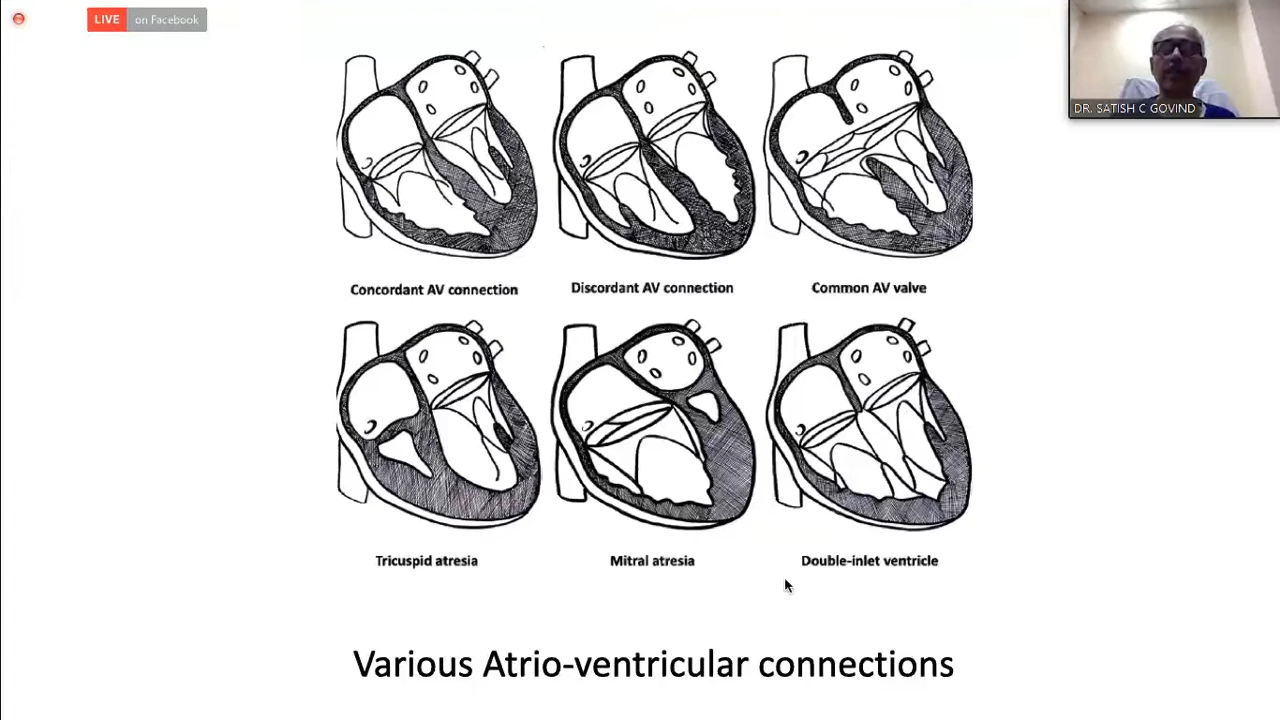 LIVE on Facebook
DR. SATISH C GOVIND
Concordant AV connection
Discordant AV connection
Common AV valve
Tricuspid atresia
Mitral atresia
Double-inlet ventricle
Various Atrio-ventricular connections